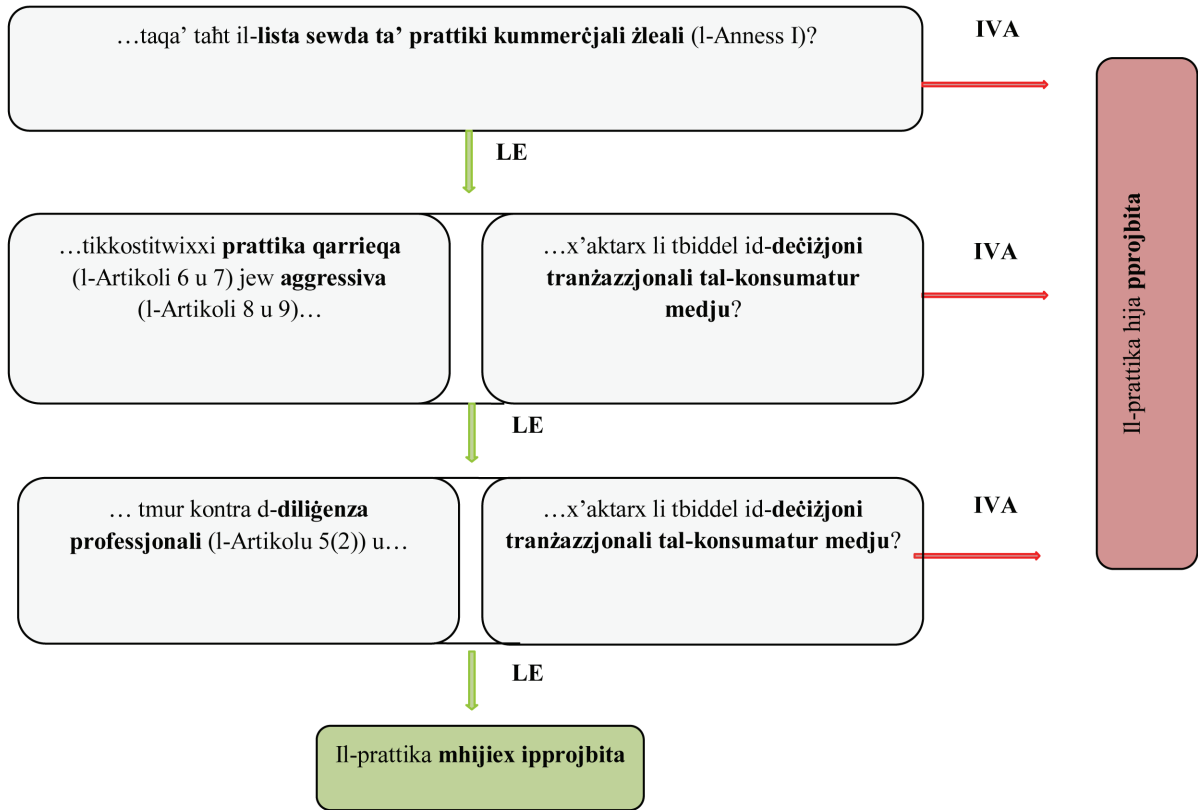 …taqa’ taħt il-lista sewda ta’ prattiki kummerċjali żleali (l-Anness I)?
IVA
LE
…tikkostitwixxi prattika qarrieqa
(l-Artikoli 6 u 7) jew aggressiva
(l-Artikoli 8 u 9)…
…x’aktarx li tbiddel id-deċiżjoni
tranżazzjonali tal-konsumatur
medju?
IVA
LE
… tmur kontra d-diliġenza
professjonali (l-Artikolu 5(2)) u…
…x’aktarx li tbiddel id-deċiżjoni
tranżazzjonali tal-konsumatur medju?
IVA
LE
Il-prattika mhijiex ipprojbita
Il-prattika hija pprojbita